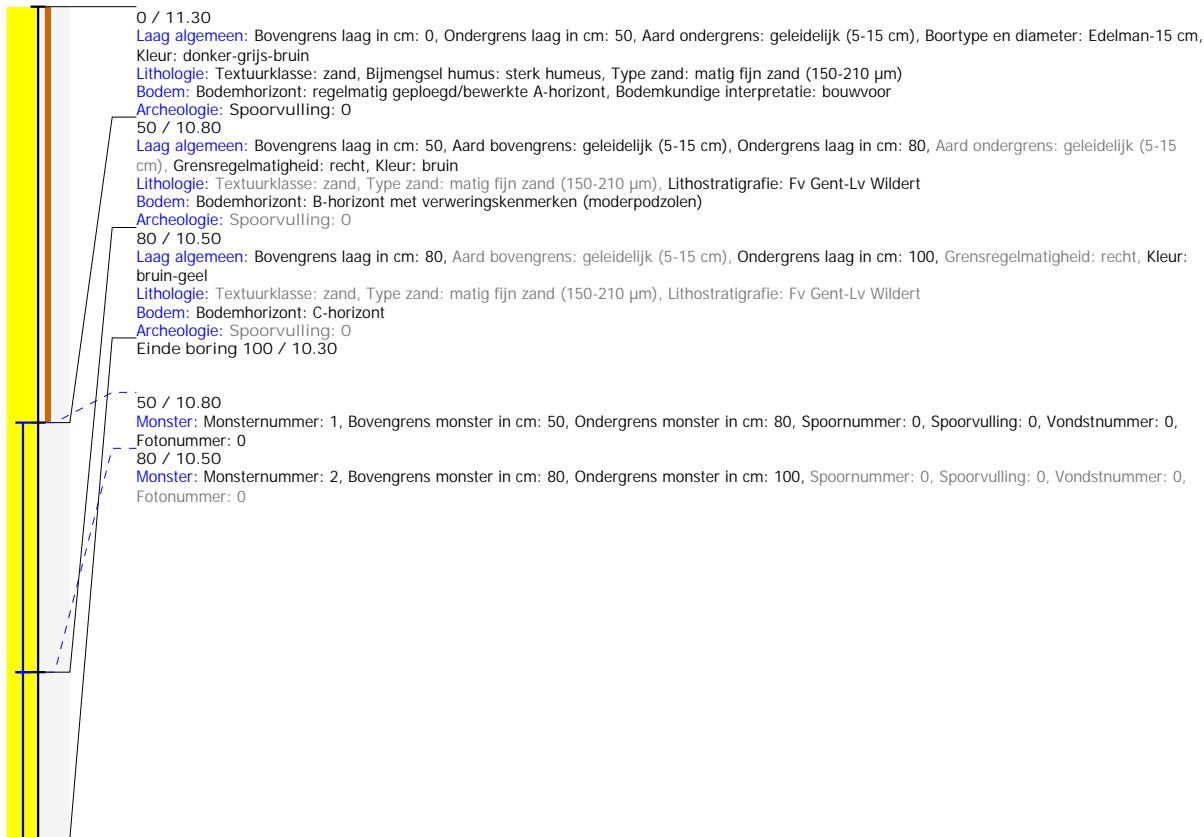 0 / 11.30
Laag algemeen: Bovengrens laag in cm: 0, Ondergrens laag in cm: 50, Aard ondergrens: geleidelijk (5-15 cm), Boortype en diameter: Edelman-15 cm,
Kleur: donker-grijs-bruin
Lithologie: Textuurklasse: zand, Bijmengsel humus: sterk humeus, Type zand: matig fijn zand (150-210 µm)
Bodem: Bodemhorizont: regelmatig geploegd/bewerkte A-horizont, Bodemkundige interpretatie: bouwvoor
Archeologie: Spoorvulling: 0
50 / 10.80
Laag algemeen: Bovengrens laag in cm: 50, Aard bovengrens: geleidelijk (5-15 cm), Ondergrens laag in cm: 80, Aard ondergrens: geleidelijk (5-15
cm), Grensregelmatigheid: recht, Kleur: bruin
Lithologie: Textuurklasse: zand, Type zand: matig fijn zand (150-210 µm), Lithostratigrafie: Fv Gent-Lv Wildert
Bodem: Bodemhorizont: B-horizont met verweringskenmerken (moderpodzolen)
Archeologie: Spoorvulling: 0
80 / 10.50
Laag algemeen: Bovengrens laag in cm: 80, Aard bovengrens: geleidelijk (5-15 cm), Ondergrens laag in cm: 100, Grensregelmatigheid: recht, Kleur:
bruin-geel
Lithologie: Textuurklasse: zand, Type zand: matig fijn zand (150-210 µm), Lithostratigrafie: Fv Gent-Lv Wildert
Bodem: Bodemhorizont: C-horizont
Archeologie: Spoorvulling: 0
Einde boring 100 / 10.30
50 / 10.80
Monster: Monsternummer: 1, Bovengrens monster in cm: 50, Ondergrens monster in cm: 80, Spoornummer: 0, Spoorvulling: 0, Vondstnummer: 0,
Fotonummer: 0
80 / 10.50
Monster: Monsternummer: 2, Bovengrens monster in cm: 80, Ondergrens monster in cm: 100, Spoornummer: 0, Spoorvulling: 0, Vondstnummer: 0,
Fotonummer: 0